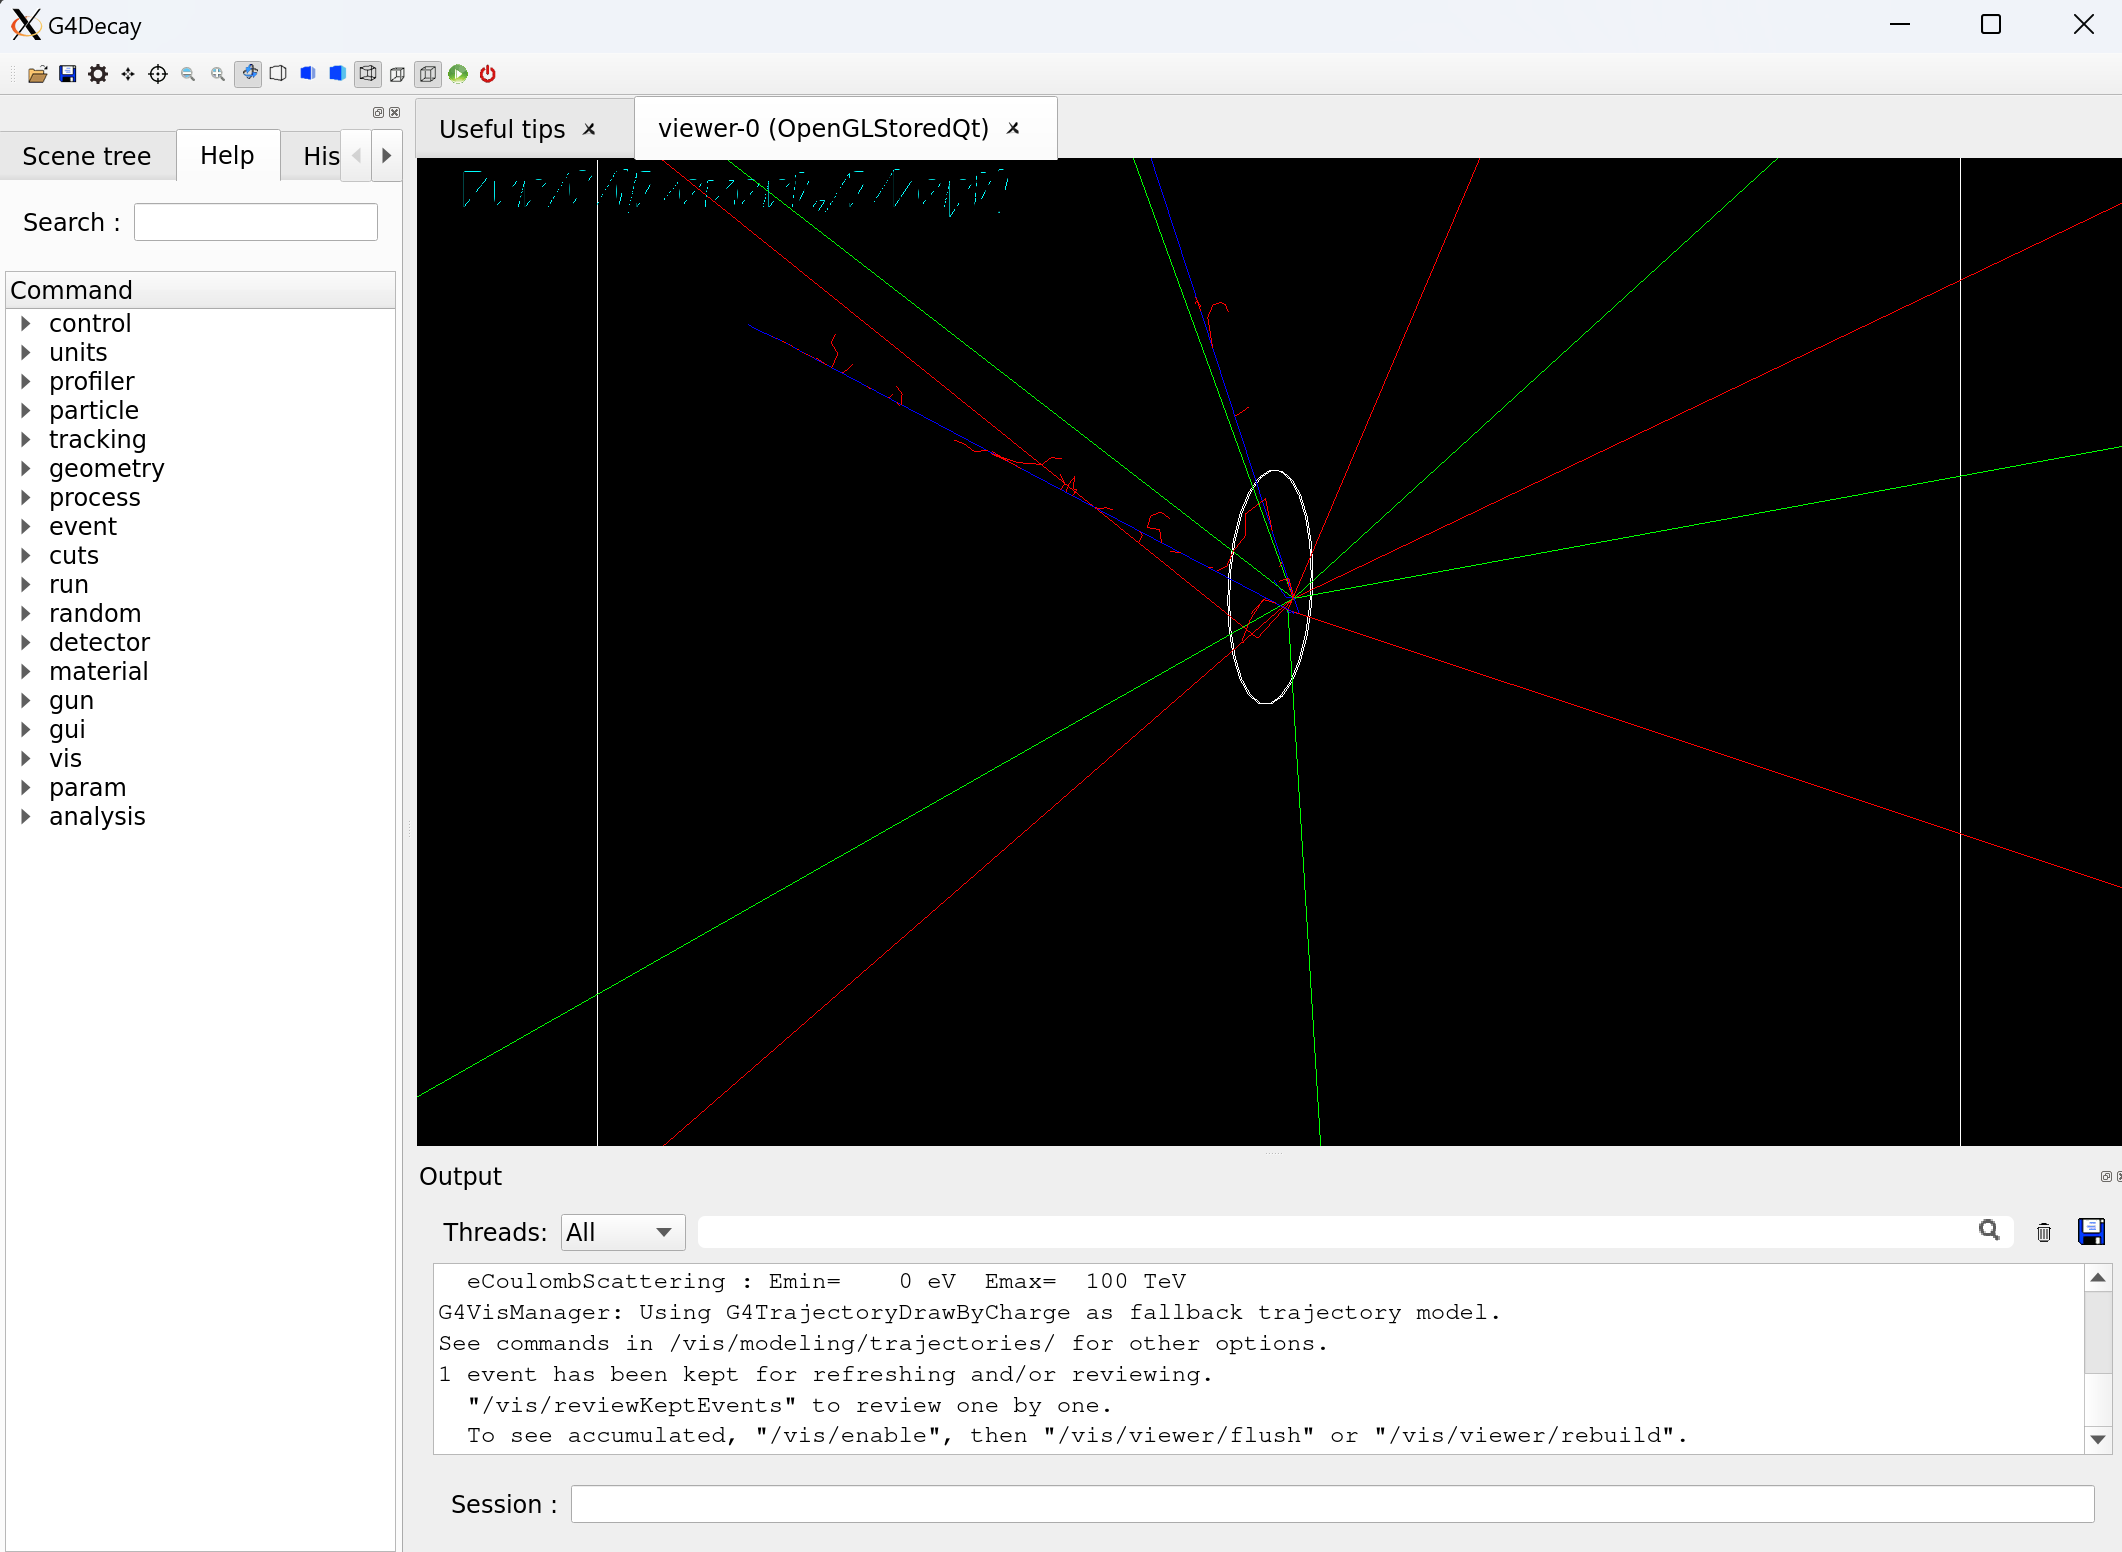 G4Decay
Useful tips
viewer-0 (OpenGLStoredQt)
Scene tree
Help
His
Search :
Command
control
units
profiler
particle
tracking
geometry
process
event
cuts
run
random
detector
material
gun
gui
vis
param
analysis
Output
Threads:
All
eCoulombScattering : Emin=    0 eV  Emax=  100 TeV
G4VisManager: Using G4TrajectoryDrawByCharge as fallback trajectory model.
See commands in /vis/modeling/trajectories/ for other options.
1 event has been kept for refreshing and/or reviewing.
"/vis/reviewKeptEvents" to review one by one.
To see accumulated, "/vis/enable", then "/vis/viewer/flush" or "/vis/viewer/rebuild".
Session :